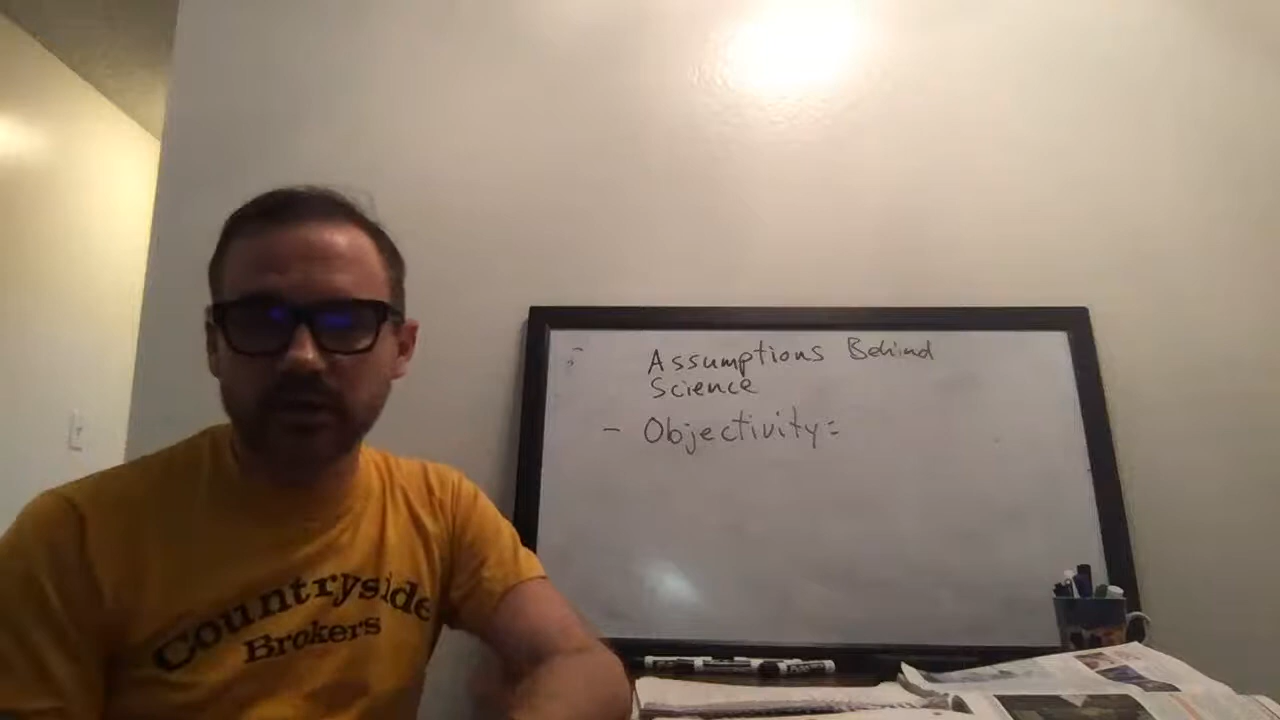 Assumptions Behind
Science
- Objectivity:
Countryside
Brokers